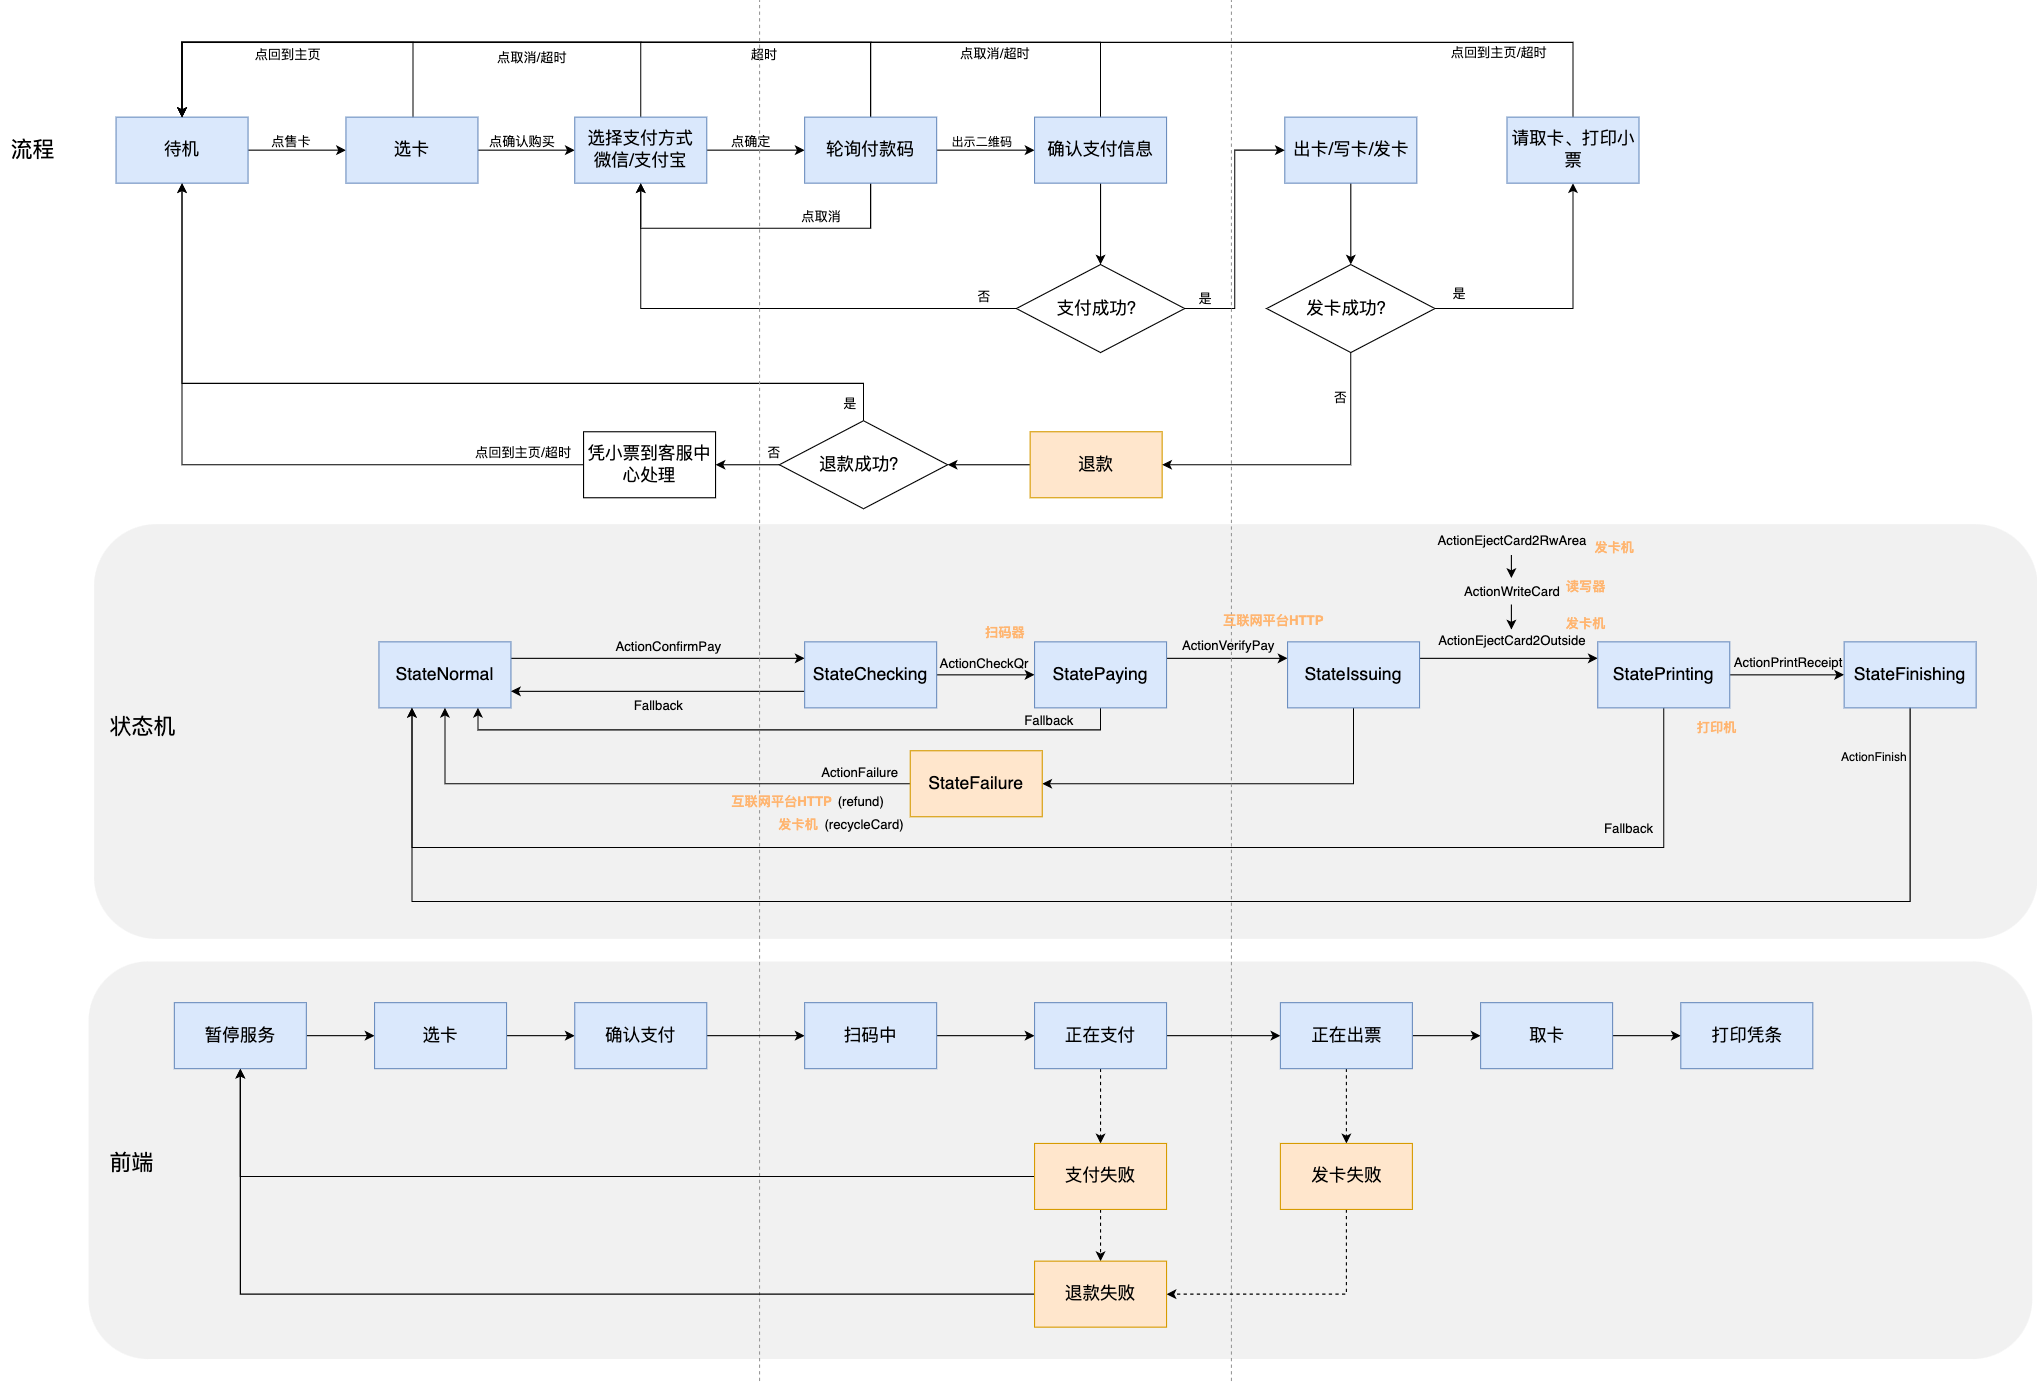 点回到主页
点取消/超时
超时
点取消/超时
点回到主页/超时
流程
待机
点售卡
选卡
点确认购买
选择支付方式
微信/支付宝
点确定
轮询付款码
出示二维码
确认支付信息
出卡/写卡/发卡
请取卡、打印小
票
点取消
否
支付成功?
是
发卡成功?
是
否
是
点回到主页/超时
凭小票到客服中
心处理
否
退款成功?
退款
ActionEjectCard2RwArea
发卡机
ActionWriteCard
读写器
互联网平台HTTP
发卡机
扫码器
ActionEjectCard2Outside
StateNormal
ActionConfirmPay
StateChecking
ActionCheckQr
StatePaying
ActionVerifyPay
StateIssuing
StatePrinting
ActionPrintReceipt
StateFinishing
Fallback
Fallback
状态机
打印机
ActionFinish
ActionFailure
StateFailure
互联网平台HTTP (refund)
发卡机 (recycleCard)
Fallback
暂停服务
选卡
确认支付
扫码中
正在支付
正在出票
取卡
打印凭条
前端
支付失败
发卡失败
退款失败